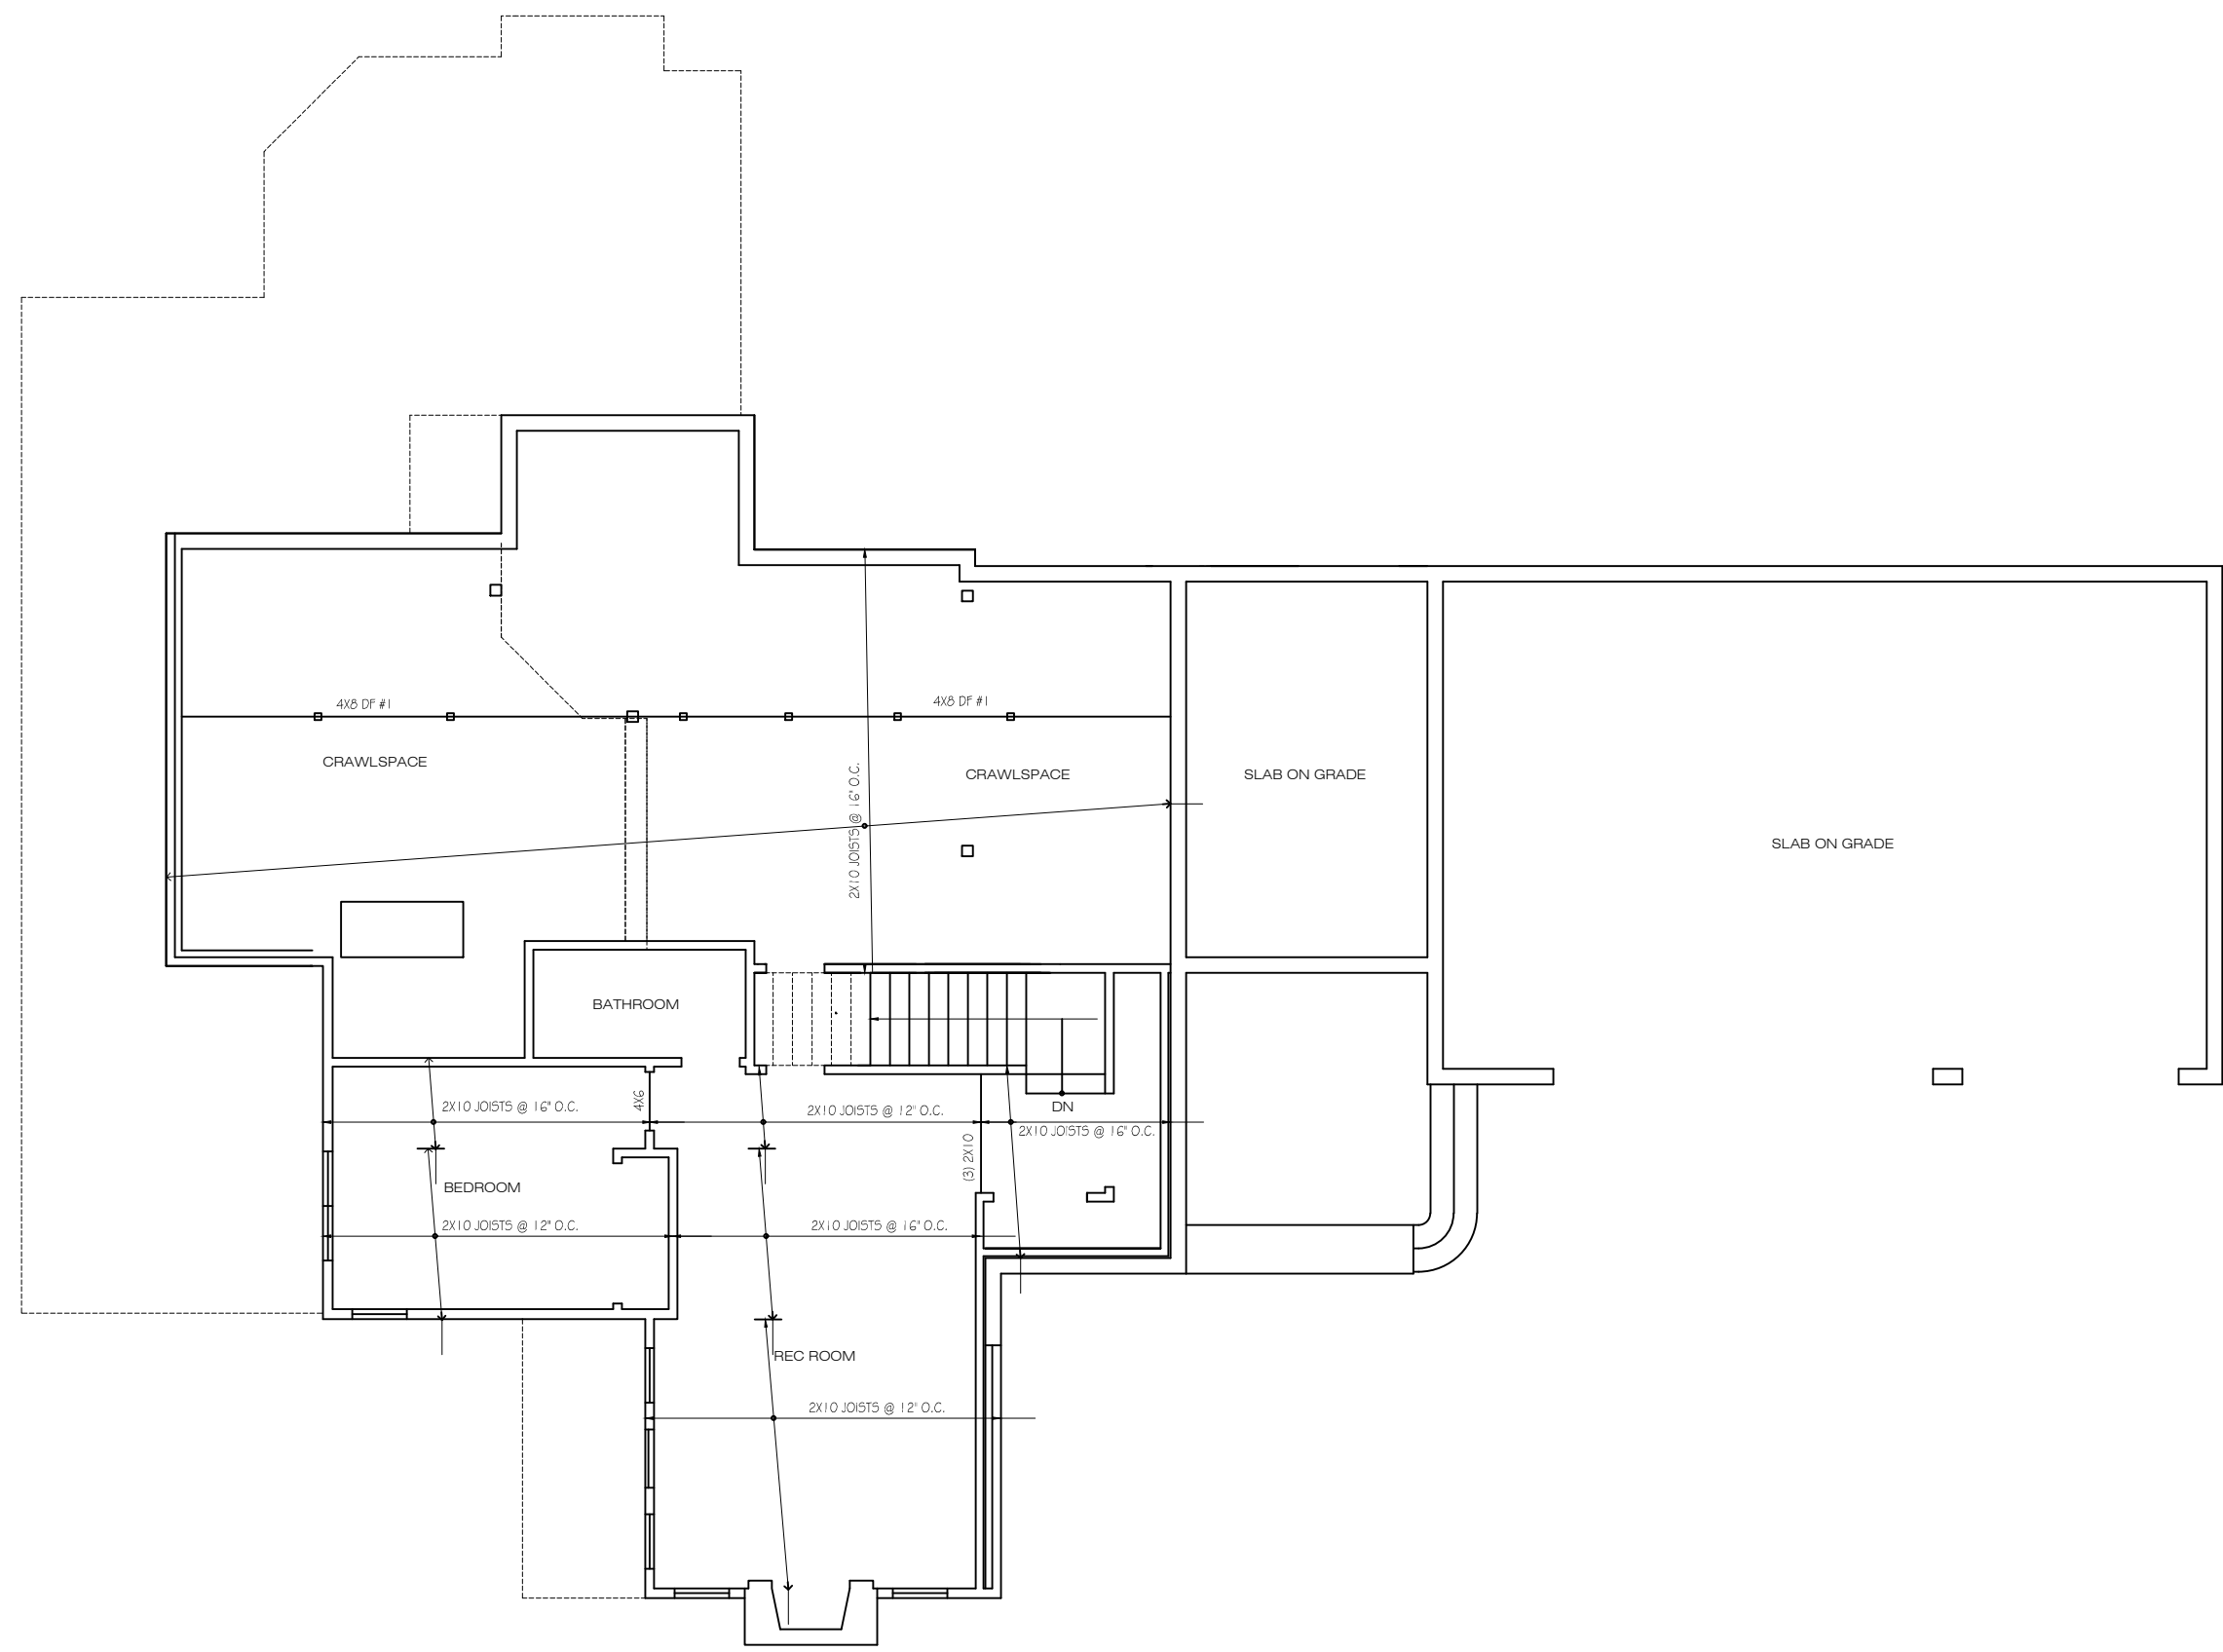 4X8 DF #1
4X8 DF #1
CRAWLSPACE
CRAWLSPACE
SLAB ON GRADE
2X10 JOISTS @ 16" O.C.
SLAB ON GRADE
BATHROOM
4X6
2X10 JOISTS @ 16" O.C.
2X10 JOISTS @ 12" O.C.
DN
2X10 JOISTS @ 16" O.C.
(3) 2X10
BEDROOM
2X10 JOISTS @ 12" O.C.
2X10 JOISTS @ 16" O.C.
REC ROOM
2X10 JOISTS @ 12" O.C.